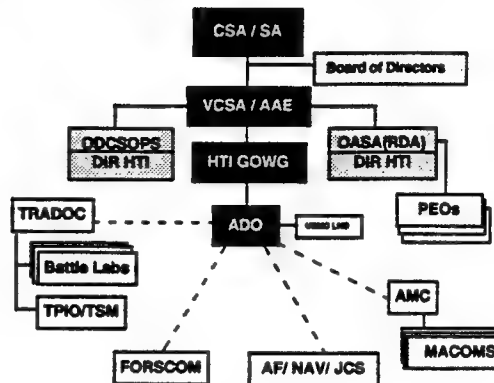 CSA / SA
Board of Directors
VCSA / AAE
DDCSOPS
DIR HTI
HTI GOWG
OASA(RDA)
DIR HTI
TRADOC
ADO
PEOs
Battle Labs
TPIO/TSM
AMC
MACOMS
FORSCOM
AF/ NAV/ JCS